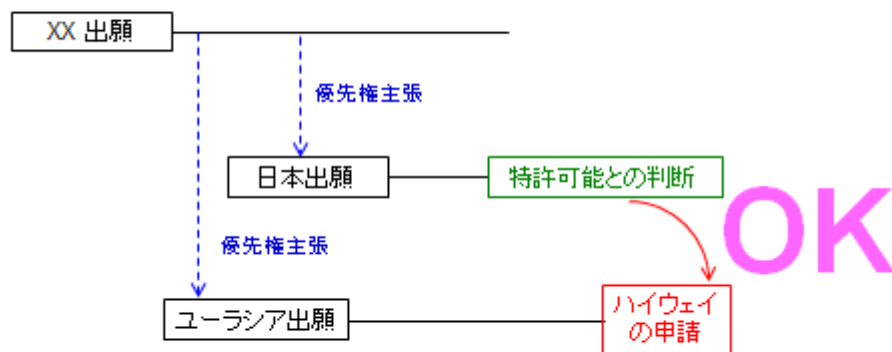 XX 出願
優先権主張
日本出願
特許可能との判断
OK
優先権主張
ユーラシア出願
ハイウェイ
の申請